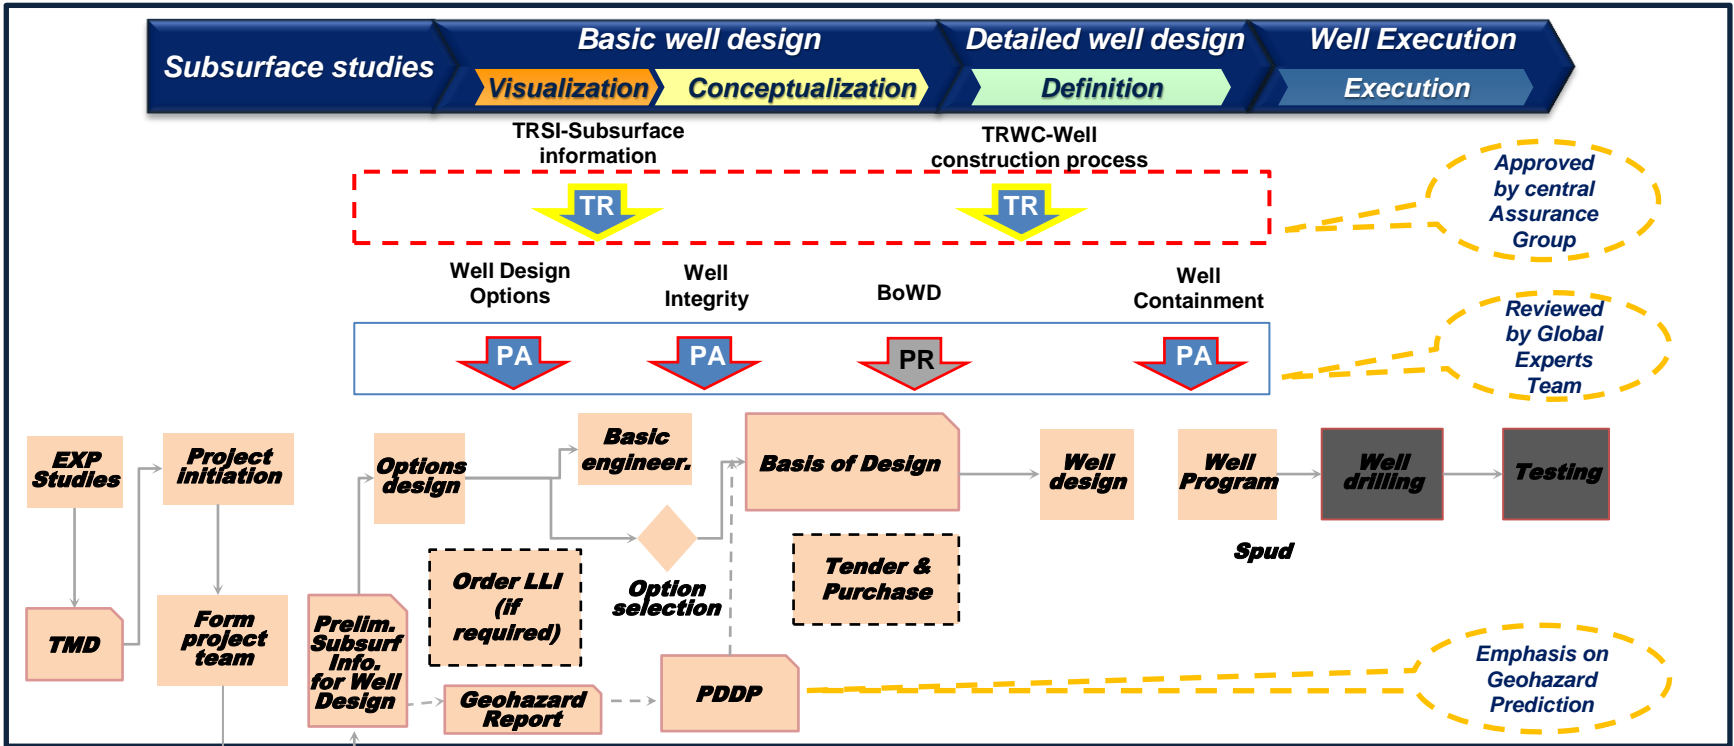 Subsurface studies
Basic well design
Detailed well design
Well Execution
Visualization
Conceptualization
Definition
Execution
TRSI-Subsurface
information
TRWC-Well
construction process
TR
TR
Approved
by central
Assurance
Group
Well Design
Options
Well
Integrity
BoWD
Well
Containment
PA
PA
PR
PA
Reviewed
by Global
Experts
Team
EXP
Studies
Project
initiation
Options
design
Basic
engineer.
Basis of Design
Well
design
Well
Program
Well
drilling
Testing
Spud
Order LLI
(if
required)
Option
selection
Tender &
Purchase
TMD
Form
project
team
Prelim.
Subsurf
Info.
for Well
Design
Geohazard
Report
PDDP
Emphasis on
Geohazard
Prediction